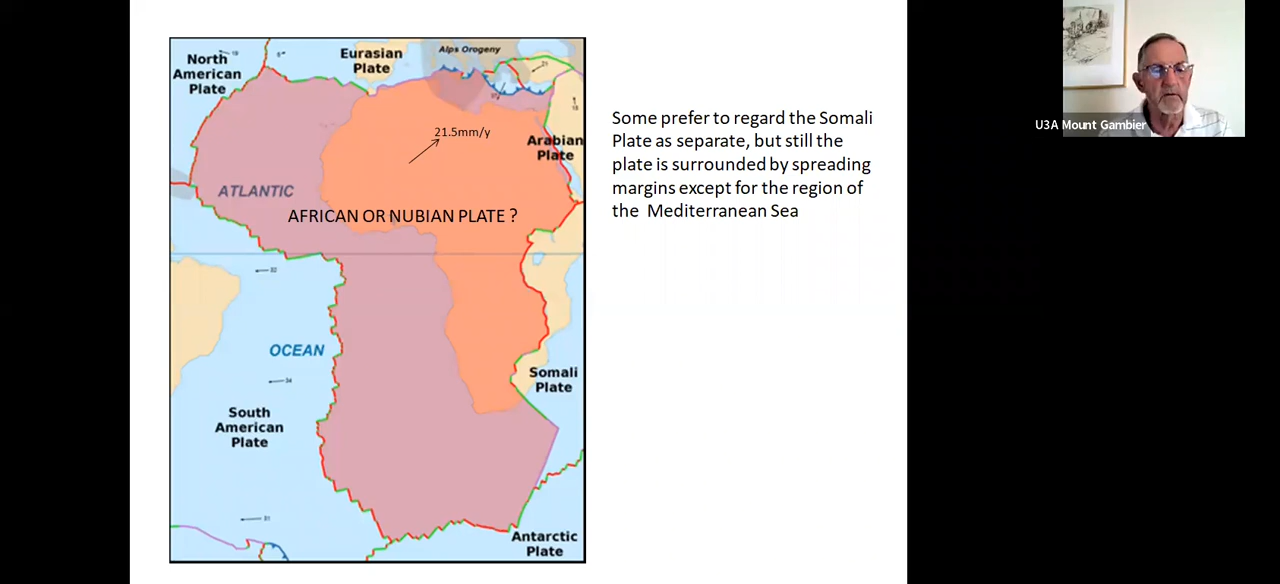 North
American
Plate
Eurasian
Plate
Alps Orogeny
21.5mm/y
Arabian
Plate
ATLANTIC
AFRICAN OR NUBIAN PLATE ?
OCEAN
South
American
Plate
Somali
Plate
Antarctic
Plate
Some prefer to regard the Somali
Plate as separate, but still the
plate is surrounded by spreading
margins except for the region of
the Mediterranean Sea
U3A Mount Gambier